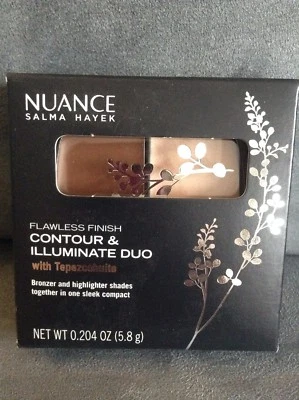 NUANCE
SALMA HAYEK
FLAWLESS FINISH
CONTOUR &
ILLUMINATE DUO
with Tepezcohuite
Bronzer and highlighter shades
together in one sleek compact
NET WT 0.204 OZ (5.8 g)